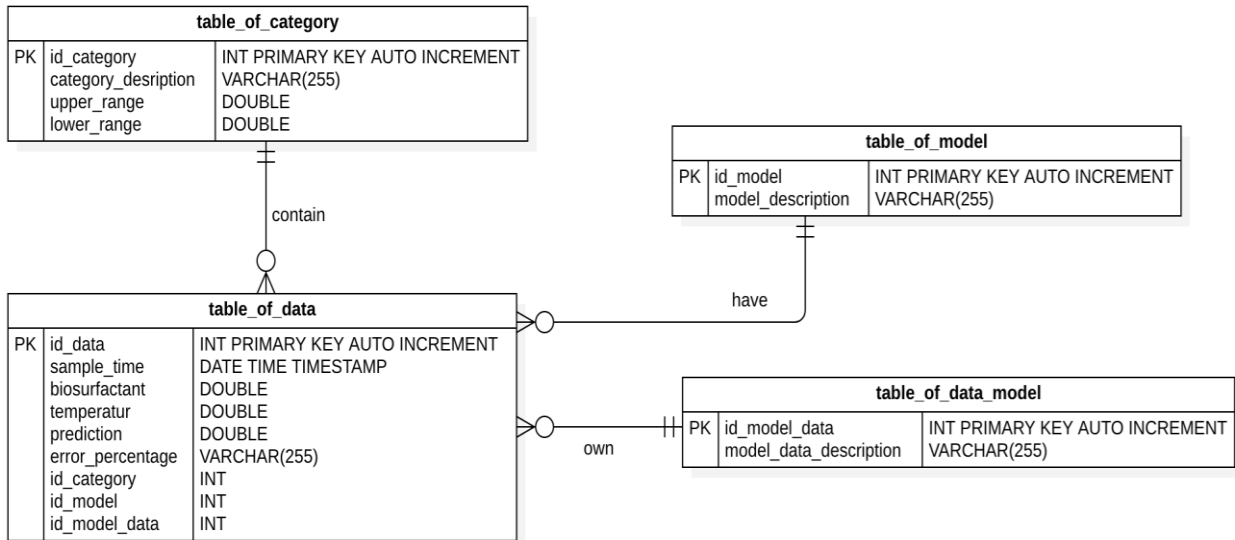 table_of_category
PK id_category INT PRIMARY KEY AUTO INCREMENT
category_desription VARCHAR(255)
upper_range DOUBLE
lower_range DOUBLE
contain
table_of_model
PK id_model INT PRIMARY KEY AUTO INCREMENT
model_description VARCHAR(255)
have
table_of_data
PK id_data INT PRIMARY KEY AUTO INCREMENT
sample_time DATE TIME TIMESTAMP
biosurfactant DOUBLE
temperatur DOUBLE
prediction DOUBLE
error_percentage VARCHAR(255)
id_category INT
id_model INT
id_model_data INT
own
table_of_data_model
PK id_model_data INT PRIMARY KEY AUTO INCREMENT
model_data_description VARCHAR(255)